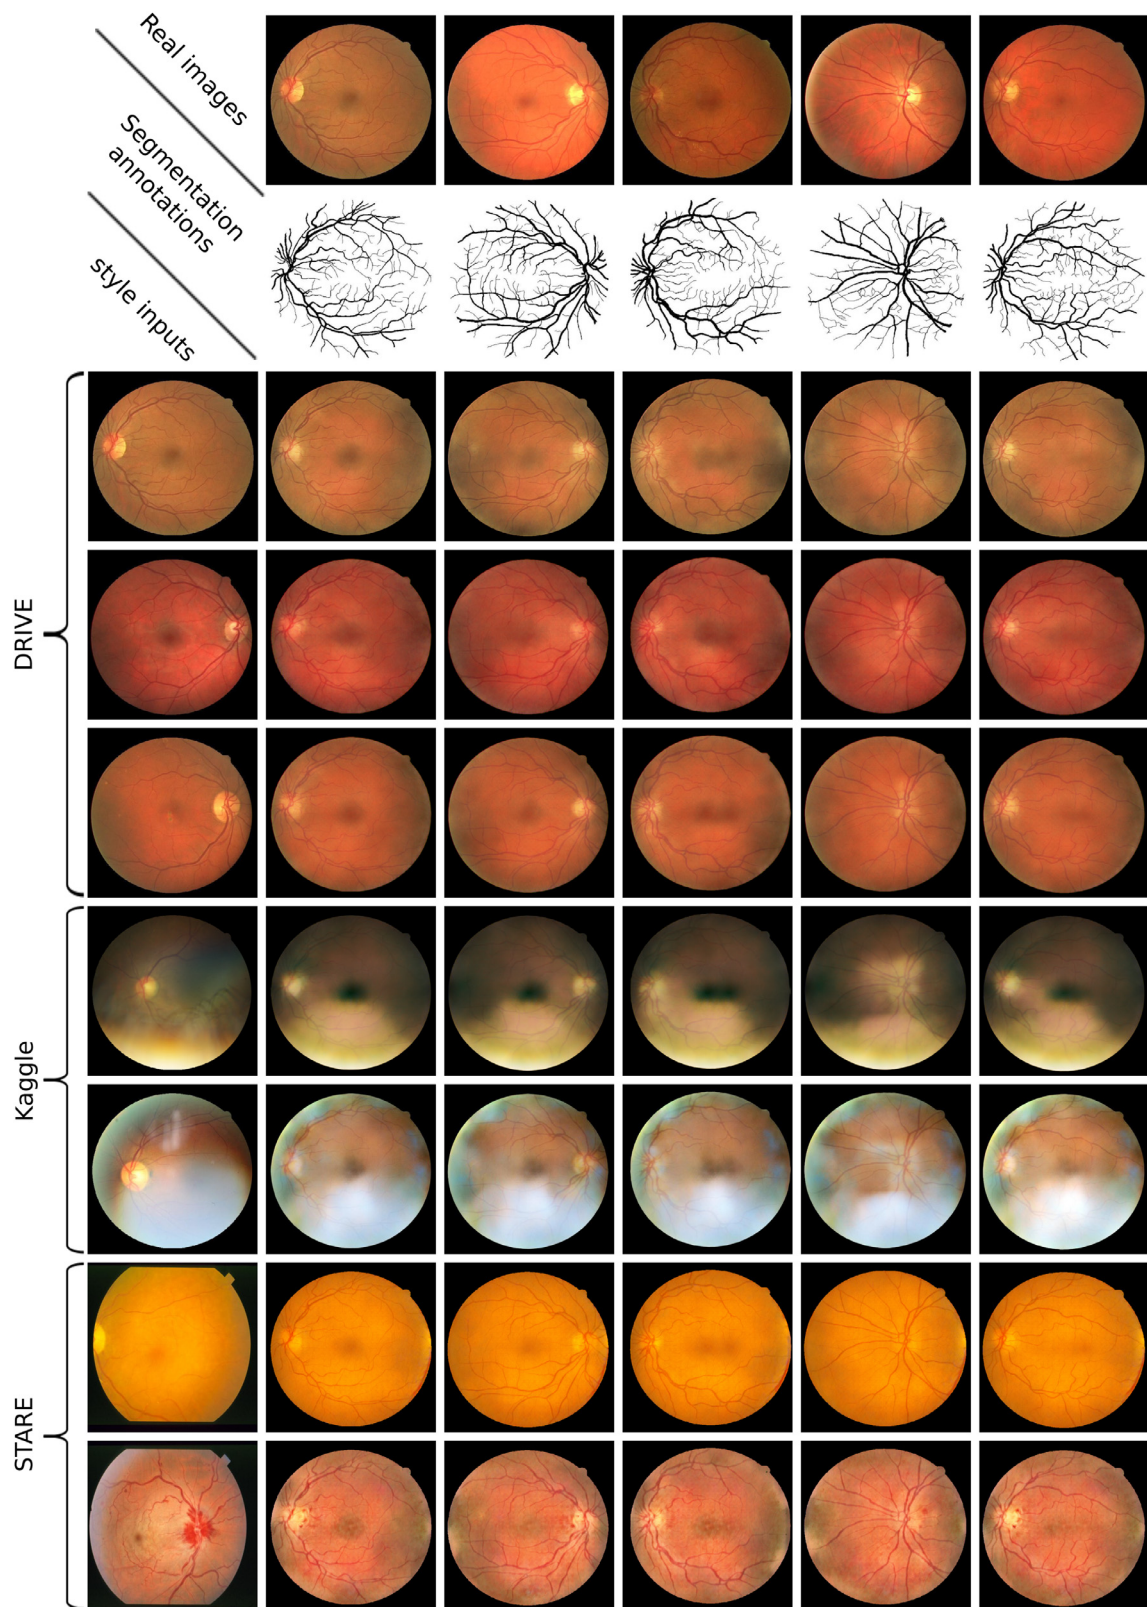 Real images
Segmentation
annotations
style inputs
DRIVE
Kaggle
STARE